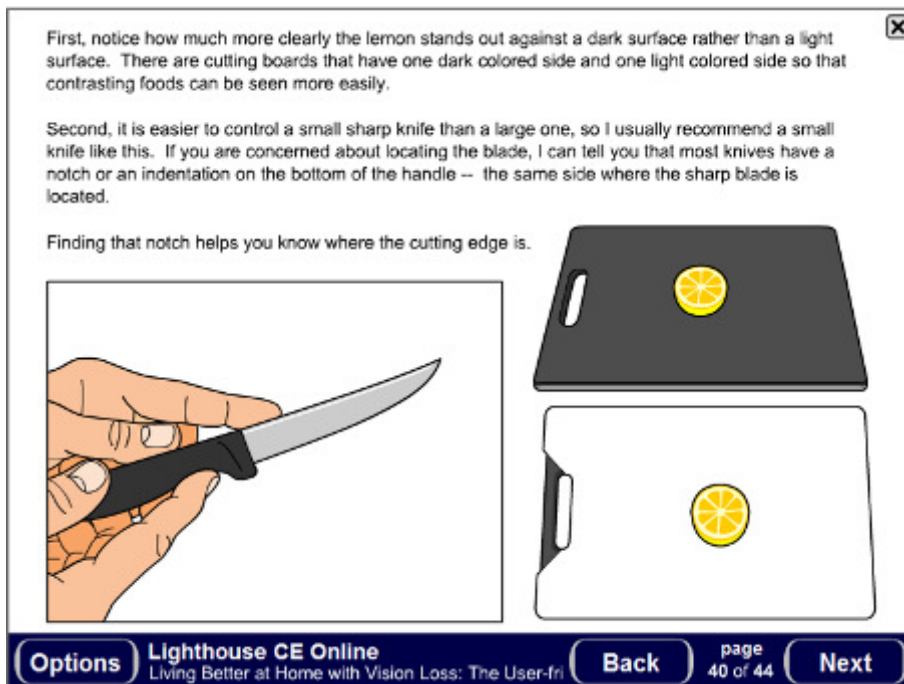 First, notice how much more clearly the lemon stands out against a dark surface rather than a light
surface.  There are cutting boards that have one dark colored side and one light colored side so that
contrasting foods can be seen more easily.
Second, it is easier to control a small sharp knife than a large one, so I usually recommend a small
knife like this.  If you are concerned about locating the blade, I can tell you that most knives have a
notch or an indentation on the bottom of the handle --  the same side where the sharp blade is
located.
Finding that notch helps you know where the cutting edge is.
Options
Lighthouse CE Online
Living Better at Home with Vision Loss: The User-fri
Back
page
40 of 44
Next